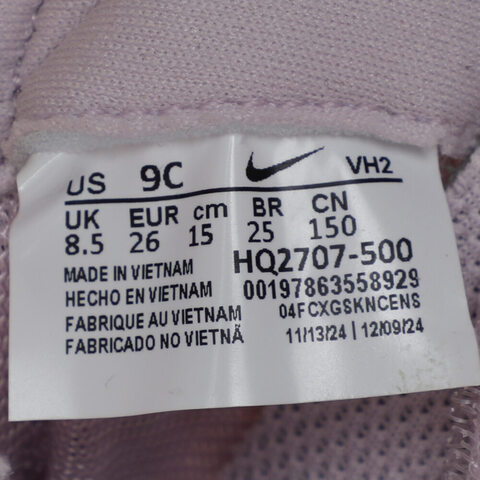 US 9C VH2
UK EUR cm BR CN
8.5 26 15 25 150
MADE IN VIETNAM HQ2707-500
HECHO EN VIETNAM 00197863558929
FABRIQUE AU VIETNAM 04FCXGSKNCENS
FABRICADO NO VIETNÃ 11/13/24 | 12/09/24